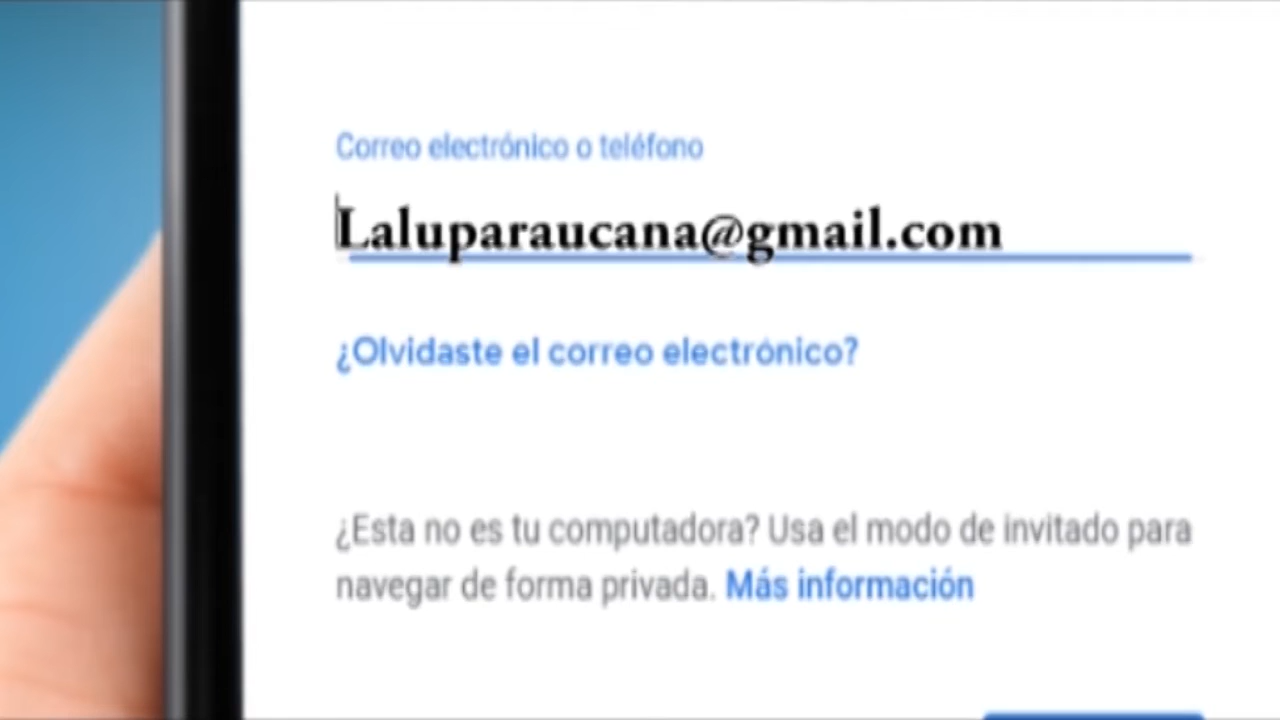 Correo electrónico o teléfono
Laluparaucana@gmail.com
¿Olvidaste el correo electrónico?
¿Esta no es tu computadora? Usa el modo de invitado para
navegar de forma privada. Más información